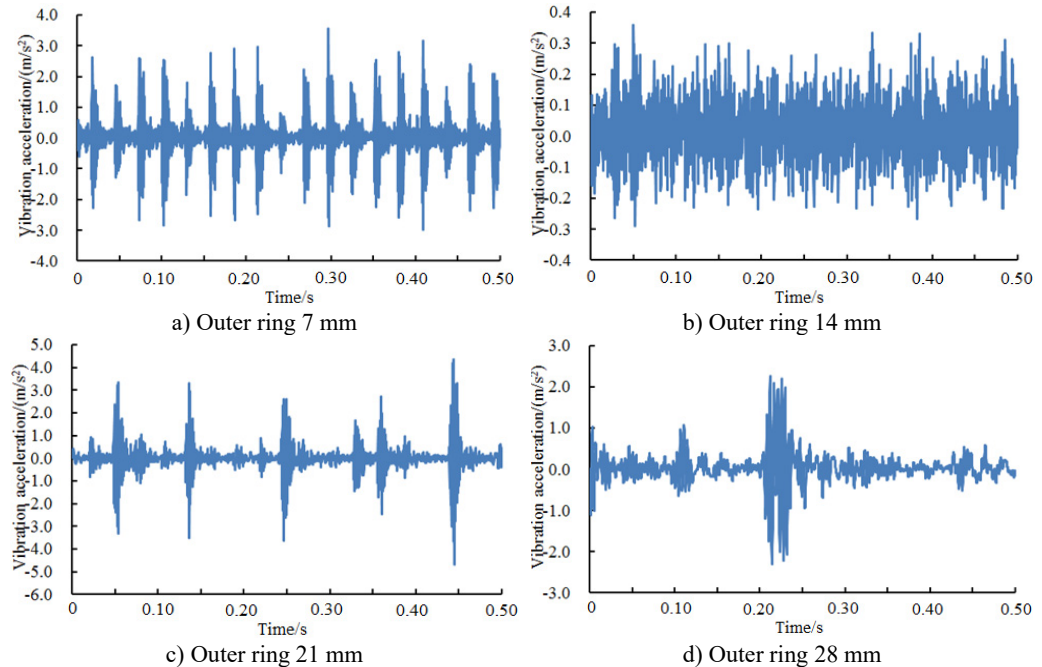 4.0
3.0
2.0
1.0
0.0
-1.0
-2.0
-3.0
-4.0
Vibration acceleration/(m/s²)
0 0.10 0.20 0.30 0.40 0.50
Time/s
a) Outer ring 7 mm
0.4
0.3
0.2
0.1
0.0
-0.1
-0.2
-0.3
-0.4
Vibration acceleration/(m/s²)
0 0.10 0.20 0.30 0.40 0.50
Time/s
b) Outer ring 14 mm
5.0
4.0
3.0
2.0
1.0
0.0
-1.0
-2.0
-3.0
-4.0
-5.0
-6.0
Vibration acceleration/(m/s²)
0 0.10 0.20 0.30 0.40 0.50
Time/s
c) Outer ring 21 mm
3.0
2.0
1.0
0.0
-1.0
-2.0
-3.0
Vibration acceleration/(m/s²)
0 0.10 0.20 0.30 0.40 0.50
Time/s
d) Outer ring 28 mm